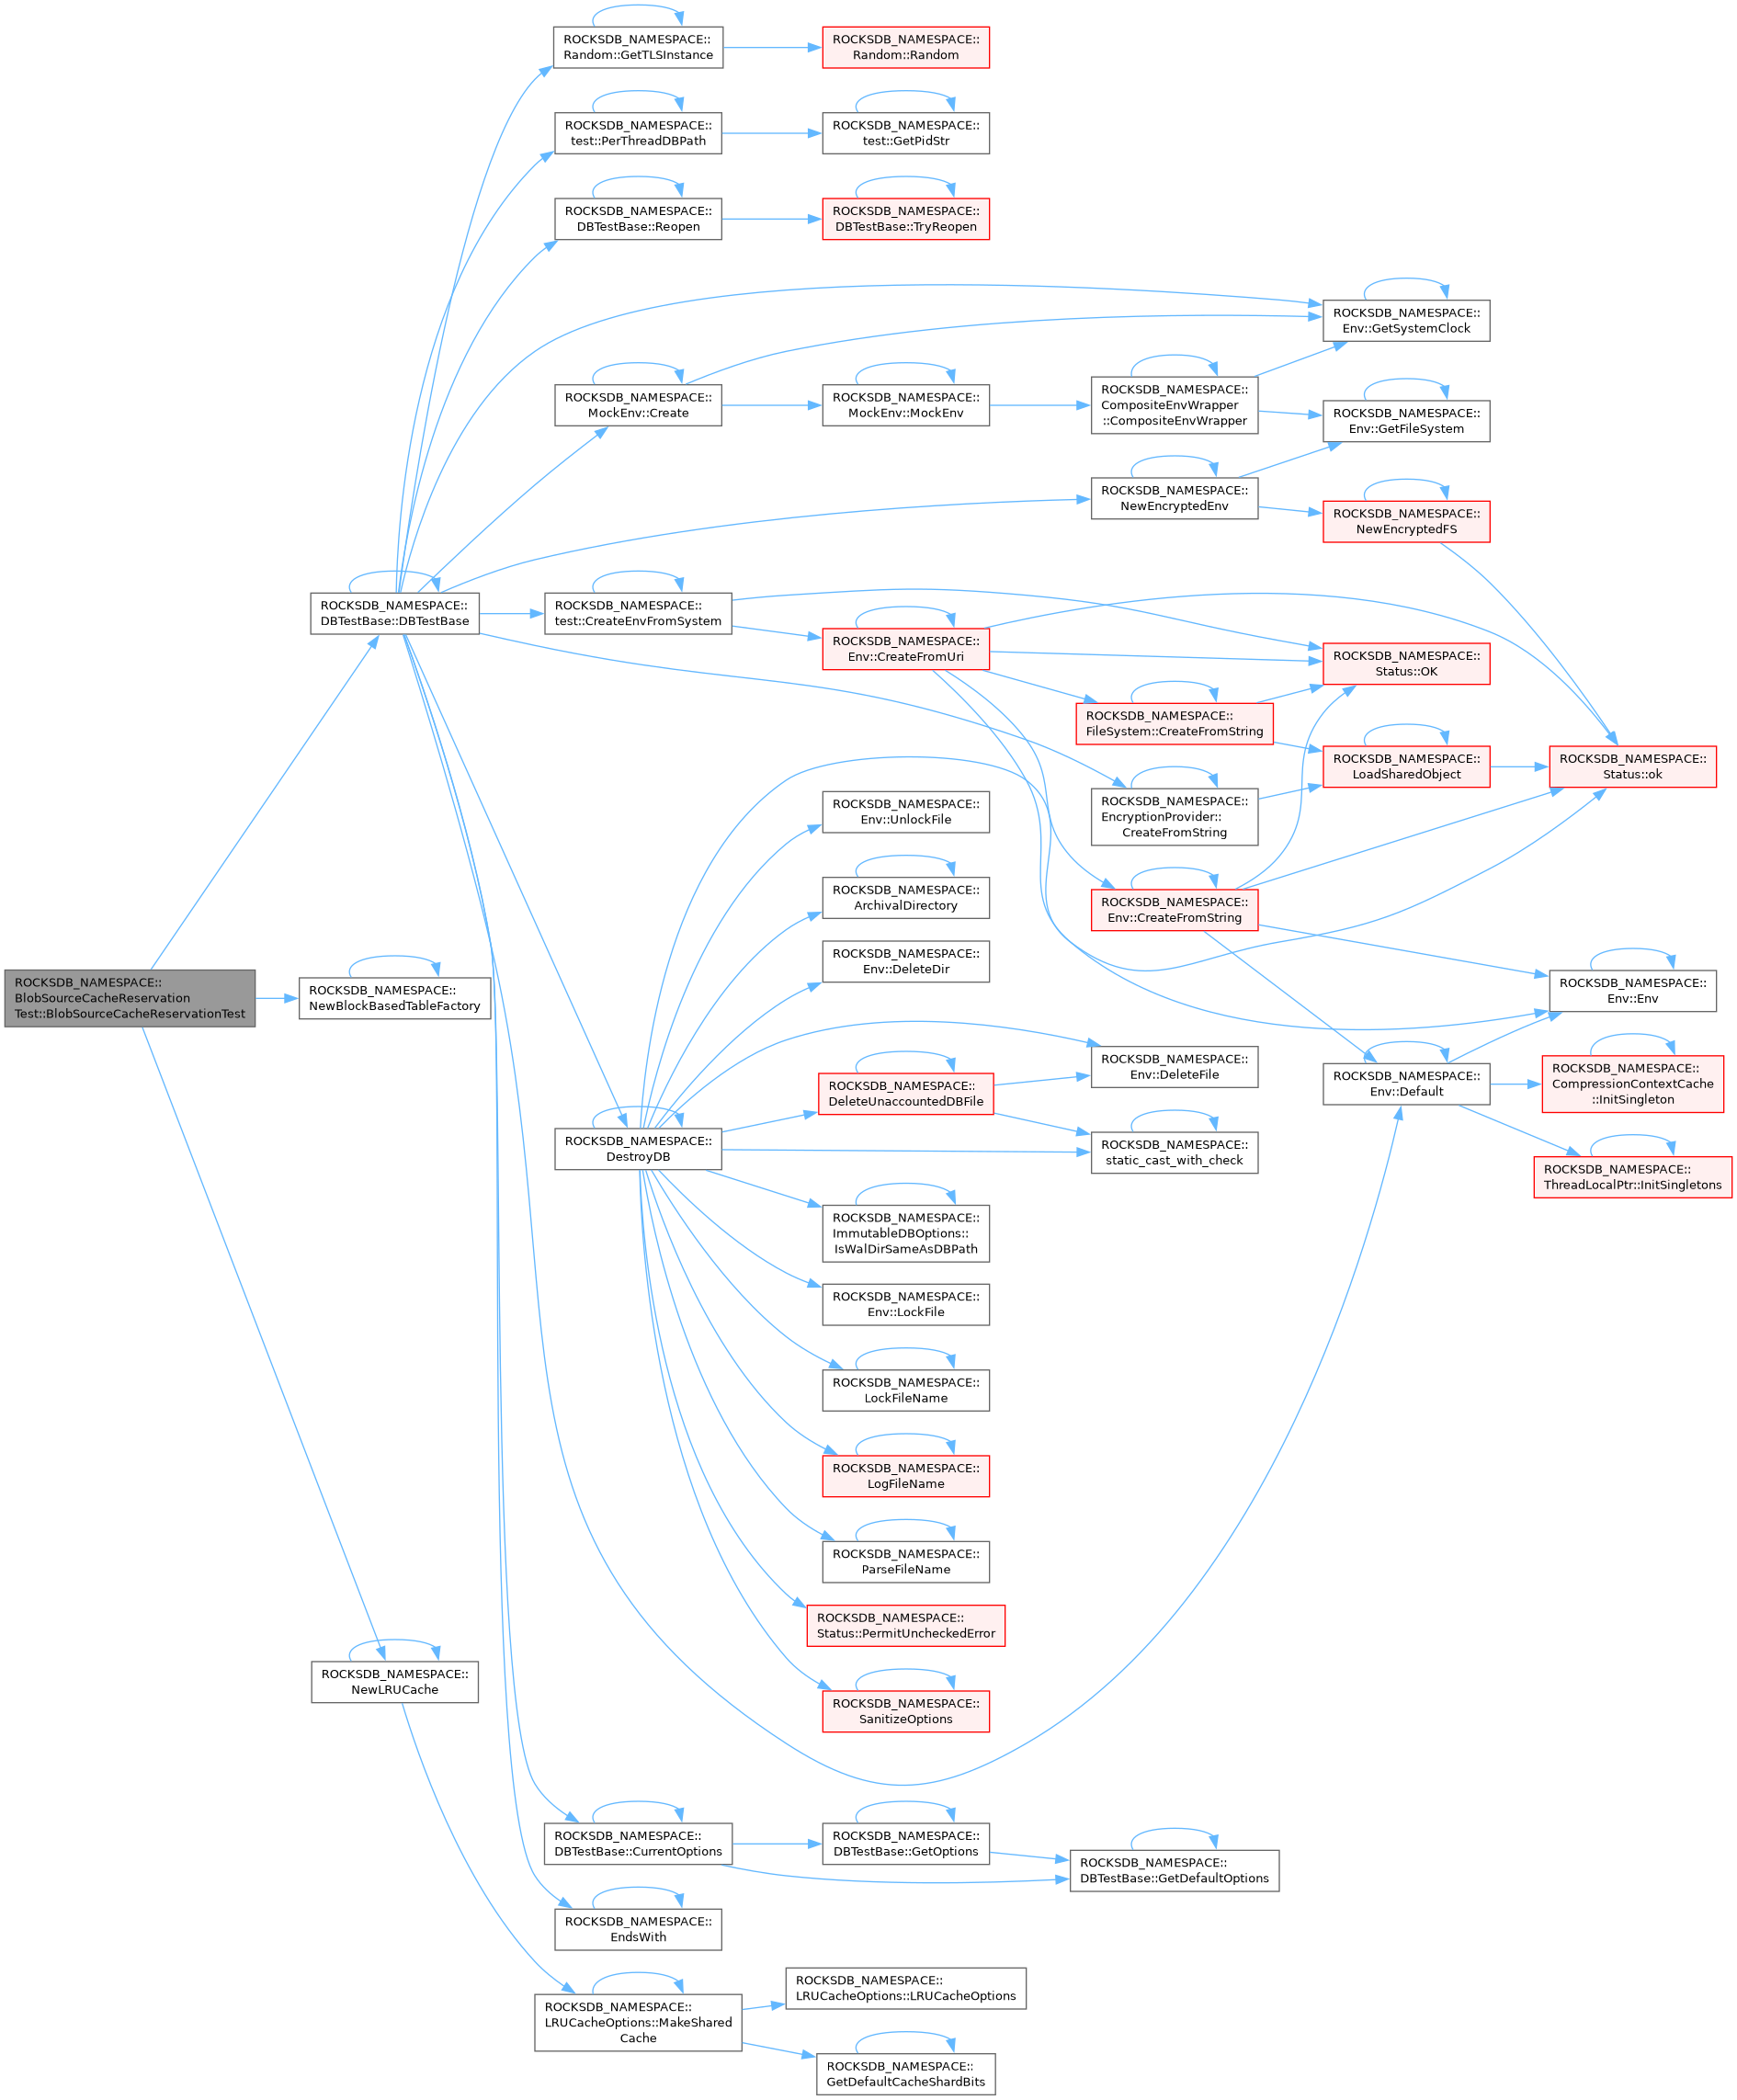 ROCKSDB_NAMESPACE::
Random::GetTLSInstance
ROCKSDB_NAMESPACE::
Random::Random
ROCKSDB_NAMESPACE::
test::PerThreadDBPath
ROCKSDB_NAMESPACE::
test::GetPidStr
ROCKSDB_NAMESPACE::
DBTestBase::Reopen
ROCKSDB_NAMESPACE::
DBTestBase::TryReopen
ROCKSDB_NAMESPACE::
Env::GetSystemClock
ROCKSDB_NAMESPACE::
MockEnv::Create
ROCKSDB_NAMESPACE::
MockEnv::MockEnv
ROCKSDB_NAMESPACE::
CompositeEnvWrapper
::CompositeEnvWrapper
ROCKSDB_NAMESPACE::
Env::GetFileSystem
ROCKSDB_NAMESPACE::
NewEncryptedEnv
ROCKSDB_NAMESPACE::
NewEncryptedFS
ROCKSDB_NAMESPACE::
DBTestBase::DBTestBase
ROCKSDB_NAMESPACE::
test::CreateEnvFromSystem
ROCKSDB_NAMESPACE::
Env::CreateFromUri
ROCKSDB_NAMESPACE::
Status::OK
ROCKSDB_NAMESPACE::
FileSystem::CreateFromString
ROCKSDB_NAMESPACE::
LoadSharedObject
ROCKSDB_NAMESPACE::
Status::ok
ROCKSDB_NAMESPACE::
EncryptionProvider::
CreateFromString
ROCKSDB_NAMESPACE::
Env::UnlockFile
ROCKSDB_NAMESPACE::
ArchivalDirectory
ROCKSDB_NAMESPACE::
Env::CreateFromString
ROCKSDB_NAMESPACE::
Env::DeleteDir
ROCKSDB_NAMESPACE::
Env::Env
ROCKSDB_NAMESPACE::
BlobSourceCacheReservation
Test::BlobSourceCacheReservationTest
ROCKSDB_NAMESPACE::
NewBlockBasedTableFactory
ROCKSDB_NAMESPACE::
Env::DeleteFile
ROCKSDB_NAMESPACE::
DeleteUnaccountedDBFile
ROCKSDB_NAMESPACE::
Env::Default
ROCKSDB_NAMESPACE::
CompressionContextCache
::InitSingleton
ROCKSDB_NAMESPACE::
DestroyDB
ROCKSDB_NAMESPACE::
static_cast_with_check
ROCKSDB_NAMESPACE::
ThreadLocalPtr::InitSingletons
ROCKSDB_NAMESPACE::
ImmutableDBOptions::
IsWalDirSameAsDBPath
ROCKSDB_NAMESPACE::
Env::LockFile
ROCKSDB_NAMESPACE::
LockFileName
ROCKSDB_NAMESPACE::
LogFileName
ROCKSDB_NAMESPACE::
ParseFileName
ROCKSDB_NAMESPACE::
Status::PermitUncheckedError
ROCKSDB_NAMESPACE::
NewLRUCache
ROCKSDB_NAMESPACE::
SanitizeOptions
ROCKSDB_NAMESPACE::
DBTestBase::CurrentOptions
ROCKSDB_NAMESPACE::
DBTestBase::GetOptions
ROCKSDB_NAMESPACE::
DBTestBase::GetDefaultOptions
ROCKSDB_NAMESPACE::
EndsWith
ROCKSDB_NAMESPACE::
LRUCacheOptions::MakeShared
Cache
ROCKSDB_NAMESPACE::
LRUCacheOptions::LRUCacheOptions
ROCKSDB_NAMESPACE::
GetDefaultCacheShardBits